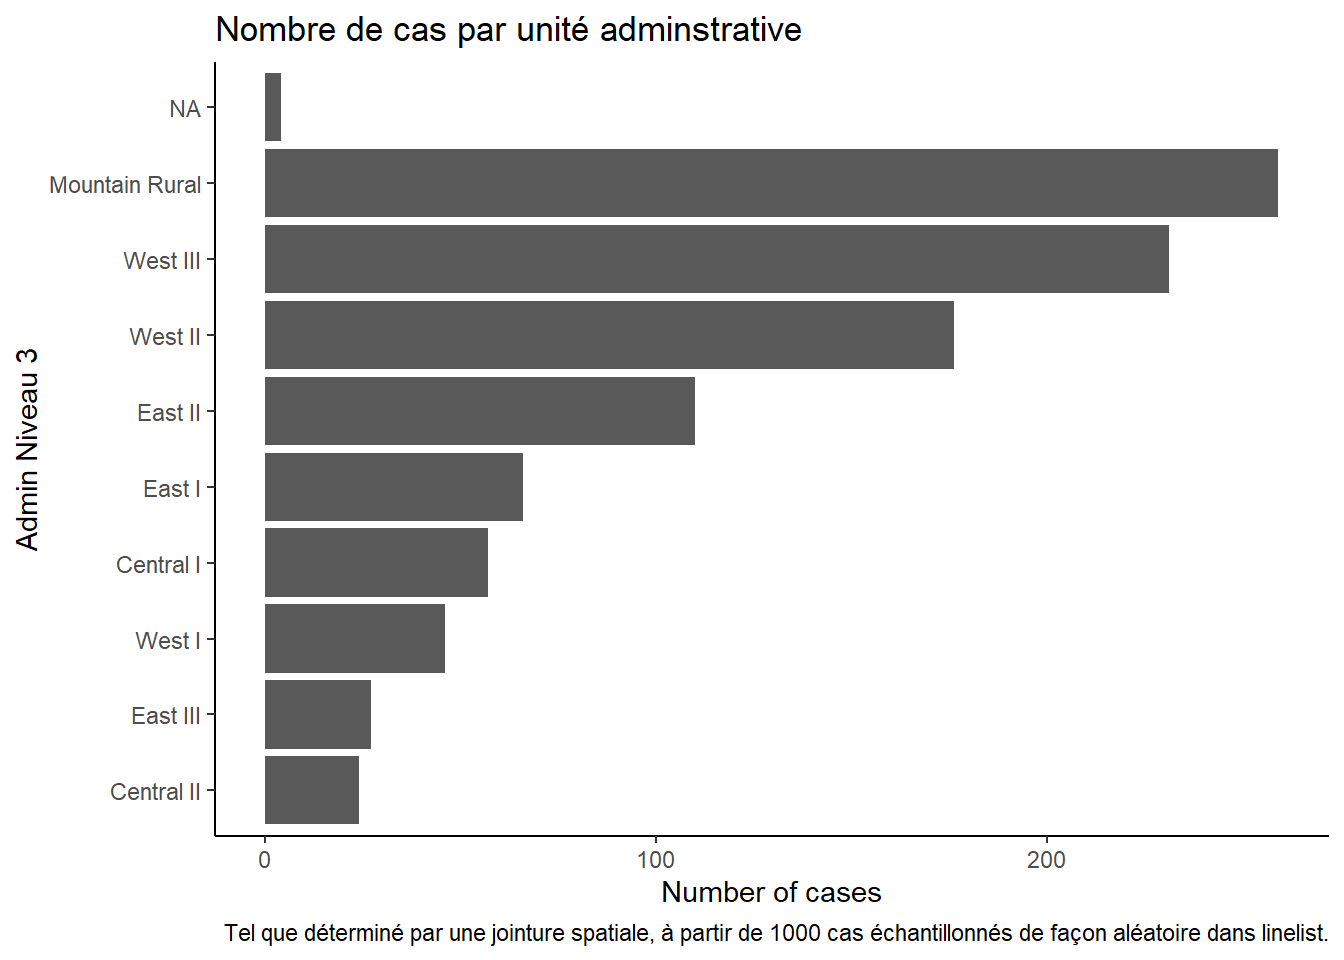 Nombre de cas par unité adminstrative
NA
Mountain Rural
West III
West II
East II
East I
Central I
West I
East III
Central II
Admin Niveau 3
0 100 200
Number of cases
Tel que déterminé par une jointure spatiale, à partir de 1000 cas échantillonnés de façon aléatoire dans linelist.